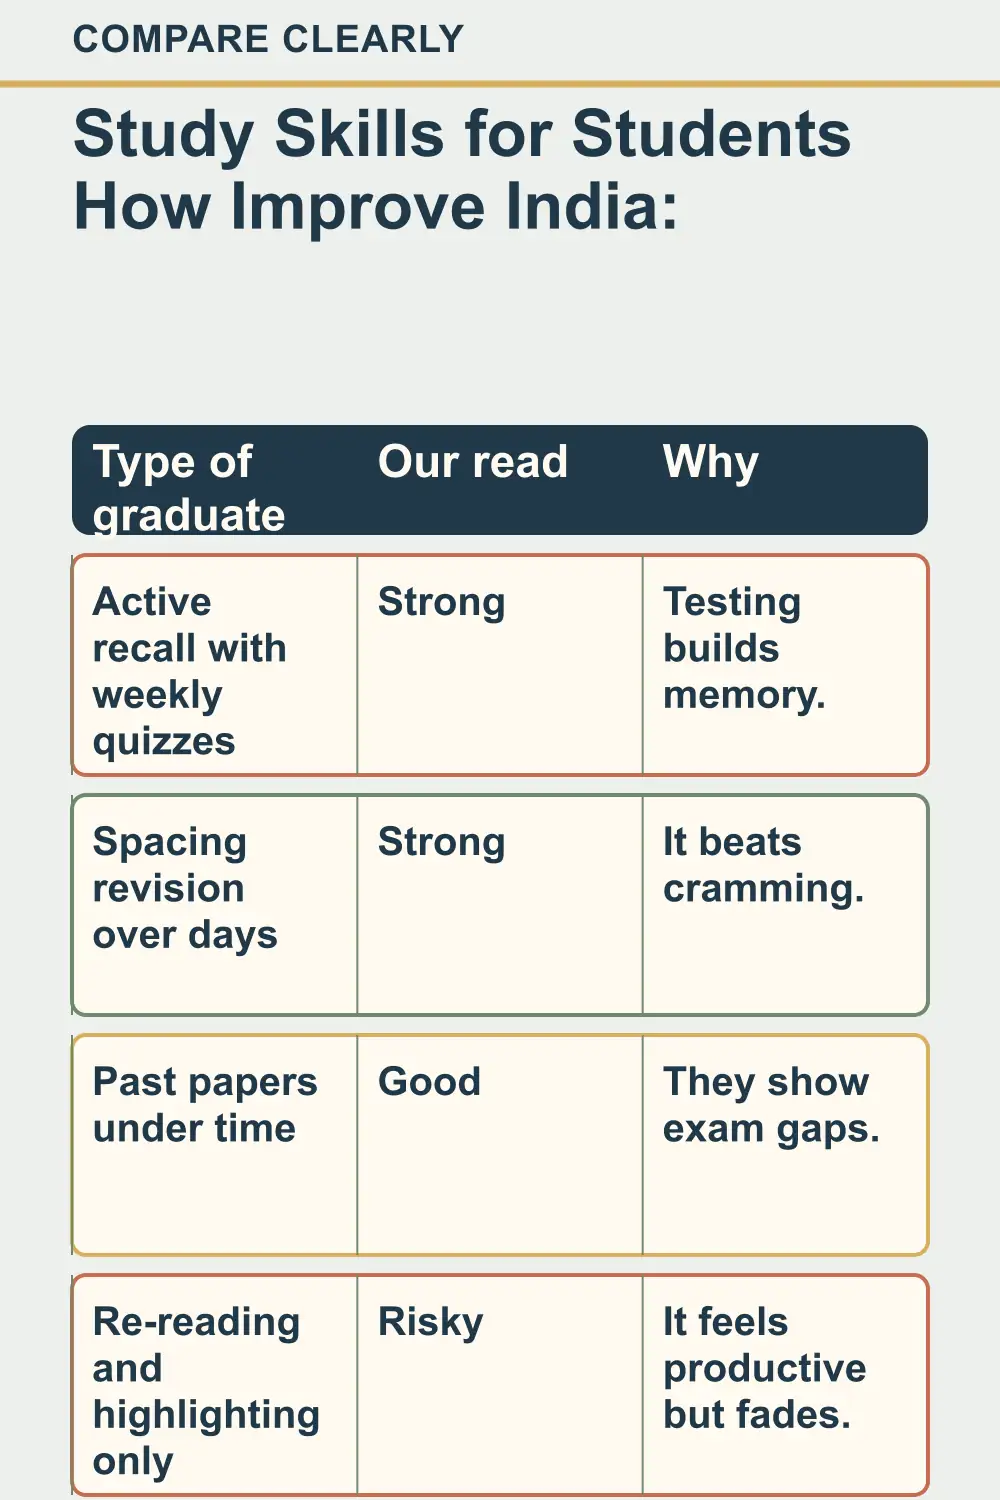 COMPARE CLEARLY
Study Skills for Students
How Improve India:
Type of
graduate
Our read
Why
Active
recall with
weekly
quizzes
Strong
Testing
builds
memory.
Spacing
revision
over days
Strong
It beats
cramming.
Past papers
under time
Good
They show
exam gaps.
Re-reading
and
highlighting
only
Risky
It feels
productive
but fades.